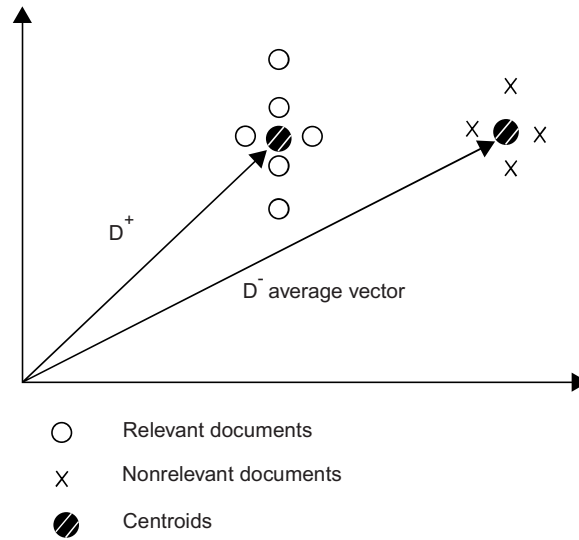 D+
D- average vector
Relevant documents
Nonrelevant documents
Centroids